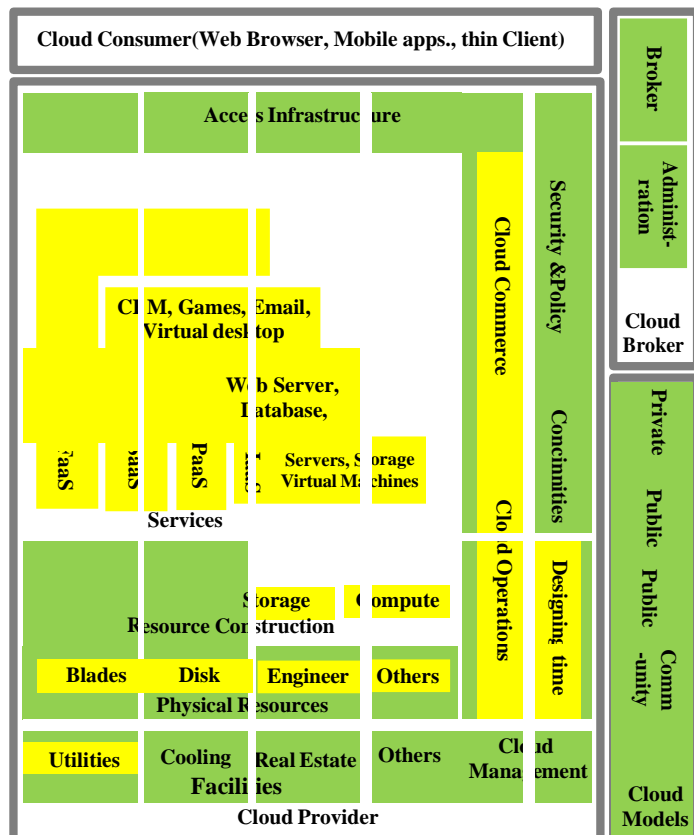 Cloud Consumer(Web Browser, Mobile apps., thin Client)
Access Infrastructure
CRM, Games, Email,
Virtual desktop
Web Server,
Database,
PaaS
Servers, Storage
Virtual Machines
Services
Storage
Compute
Resource Construction
Blades
Disk
Engineer
Others
Physical Resources
Utilities
Cooling
Real Estate
Others
Facilities
Cloud Commerce
Cloud Operations
Security &Policy
Concinnities
Designing time
Cloud
Management
Cloud Provider
Broker
Administ-
ration
Cloud
Broker
Private
Public
Public
Comm
-unity
Cloud
Models